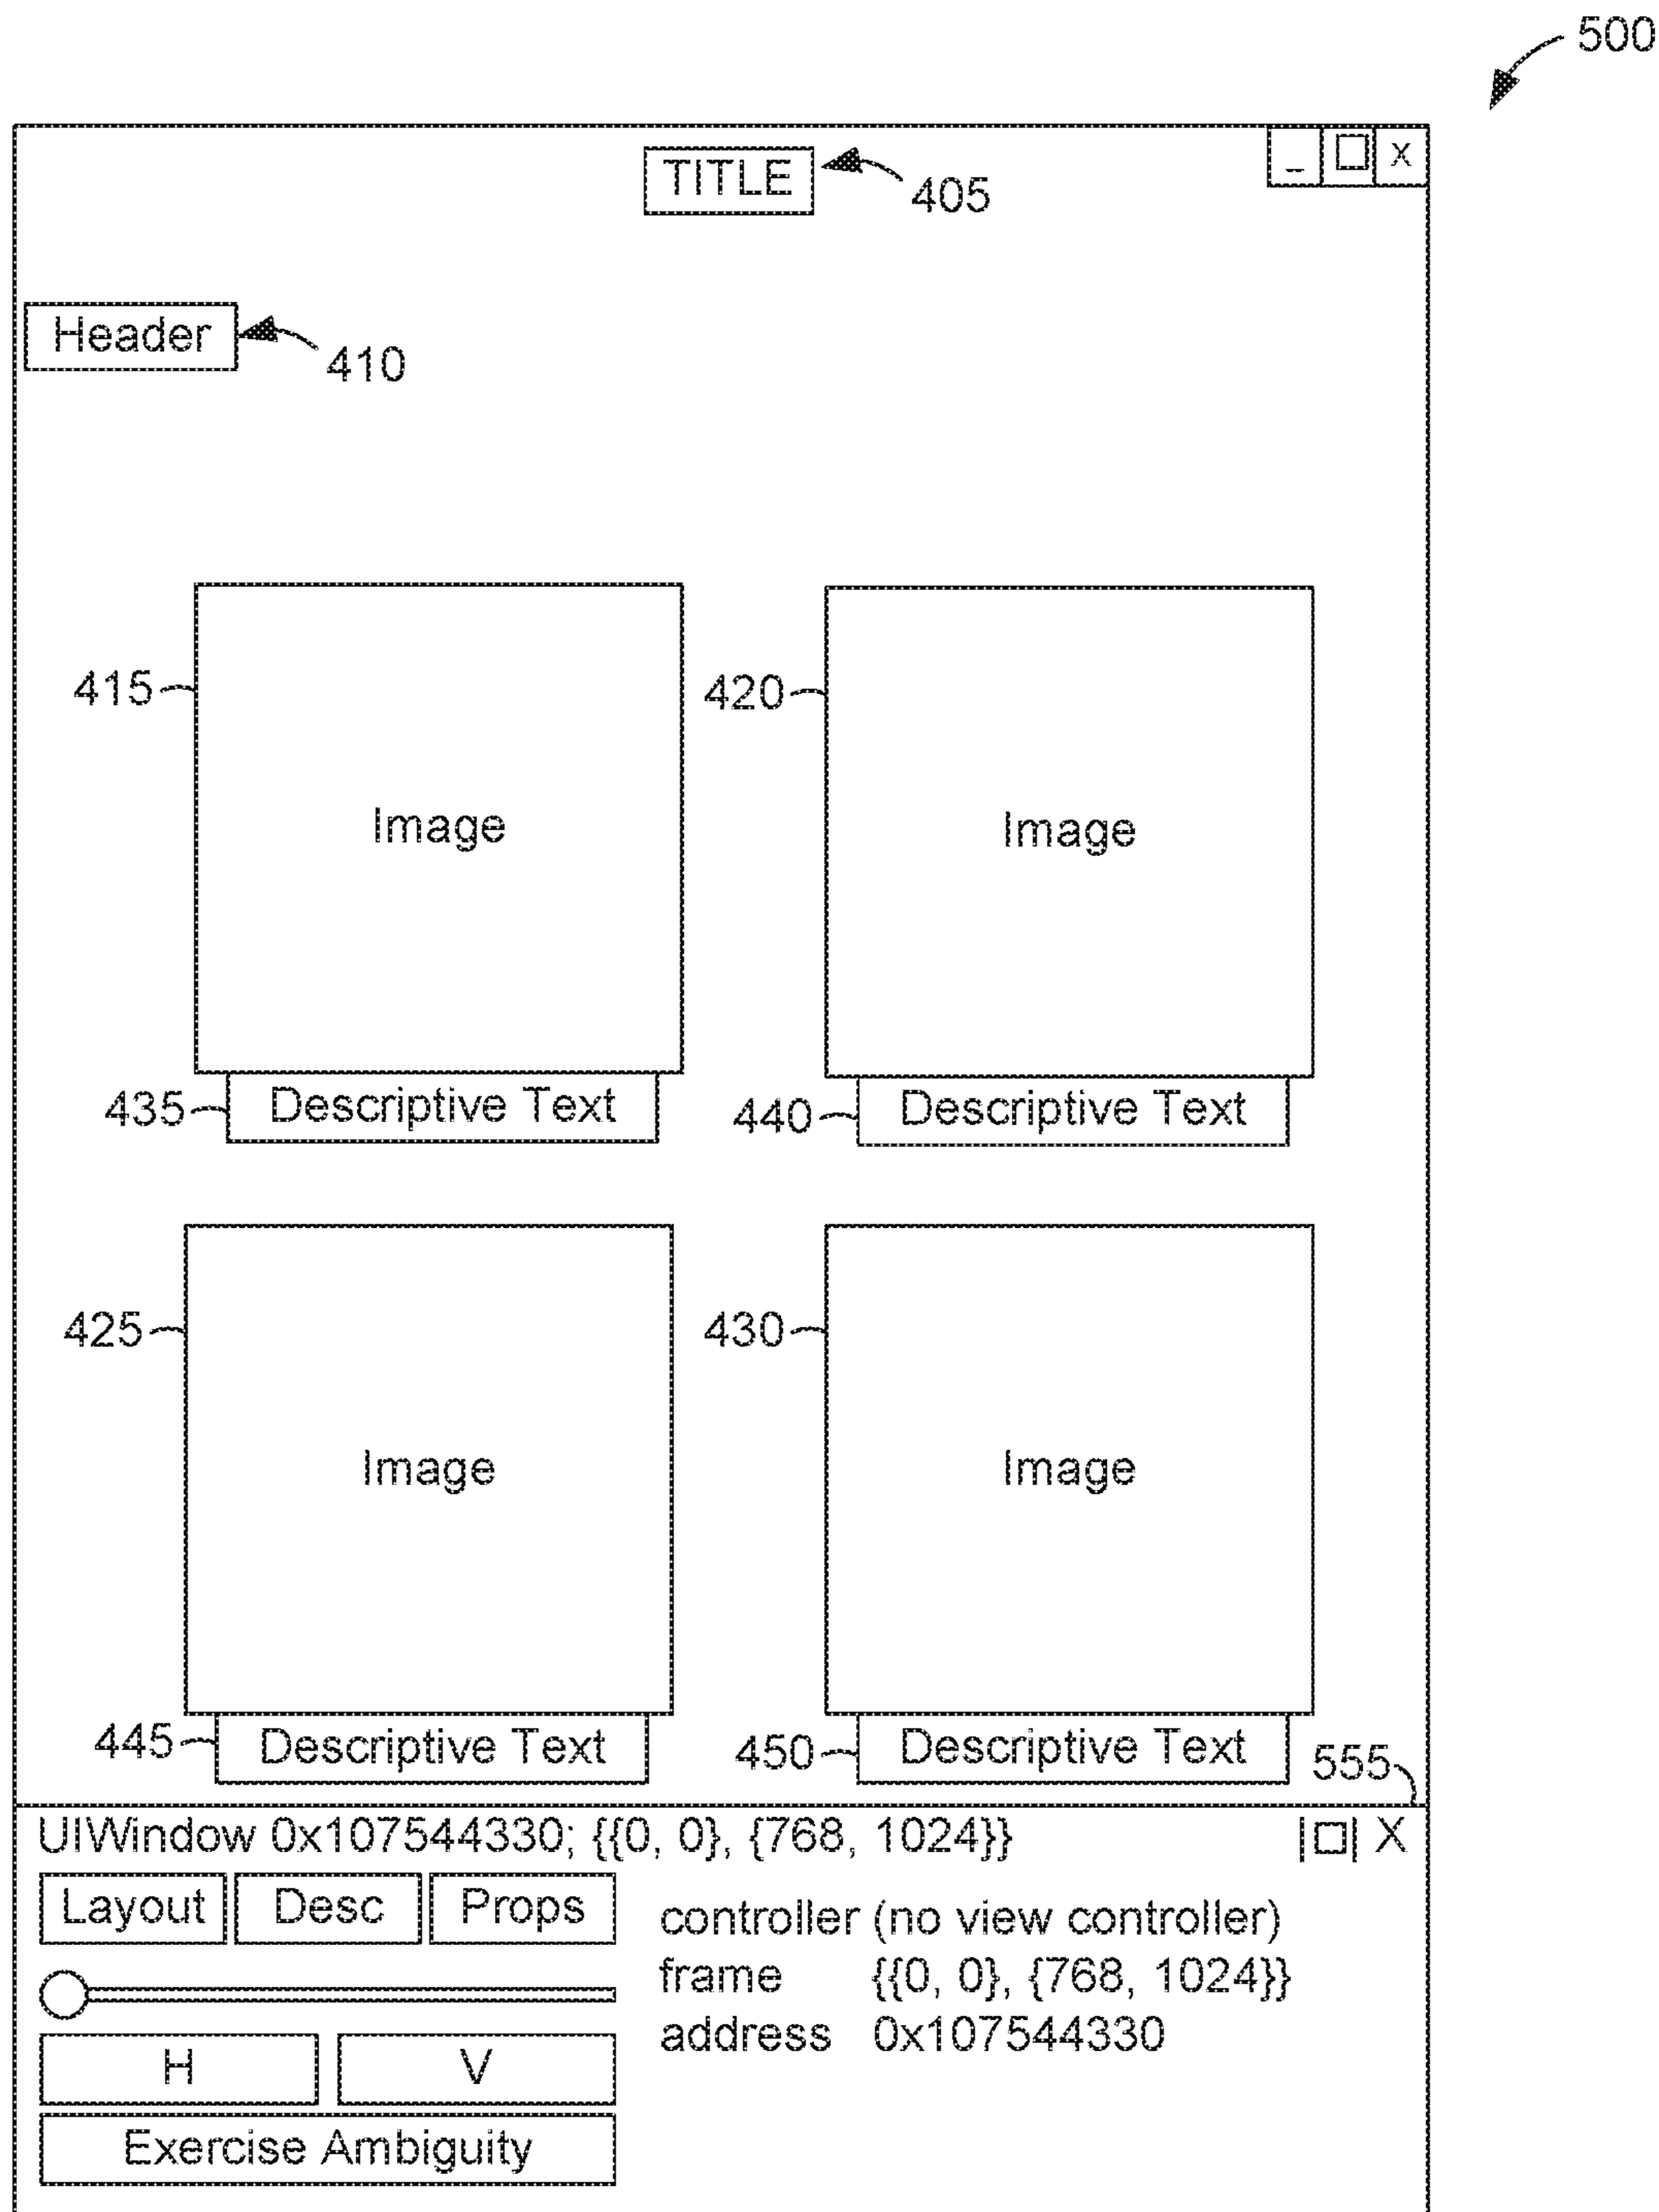 500
_ □ X
TITLE
405
Header
410
415
420
Image
Image
435
Descriptive Text
440
Descriptive Text
425
430
Image
Image
445
Descriptive Text
450
Descriptive Text
555
UIWindow 0x107544330; {{0, 0}, {768, 1024}}
|□| X
Layout
Desc
Props
controller (no view controller)
frame {{0, 0}, {768, 1024}}
address 0x107544330
H
V
Exercise Ambiguity